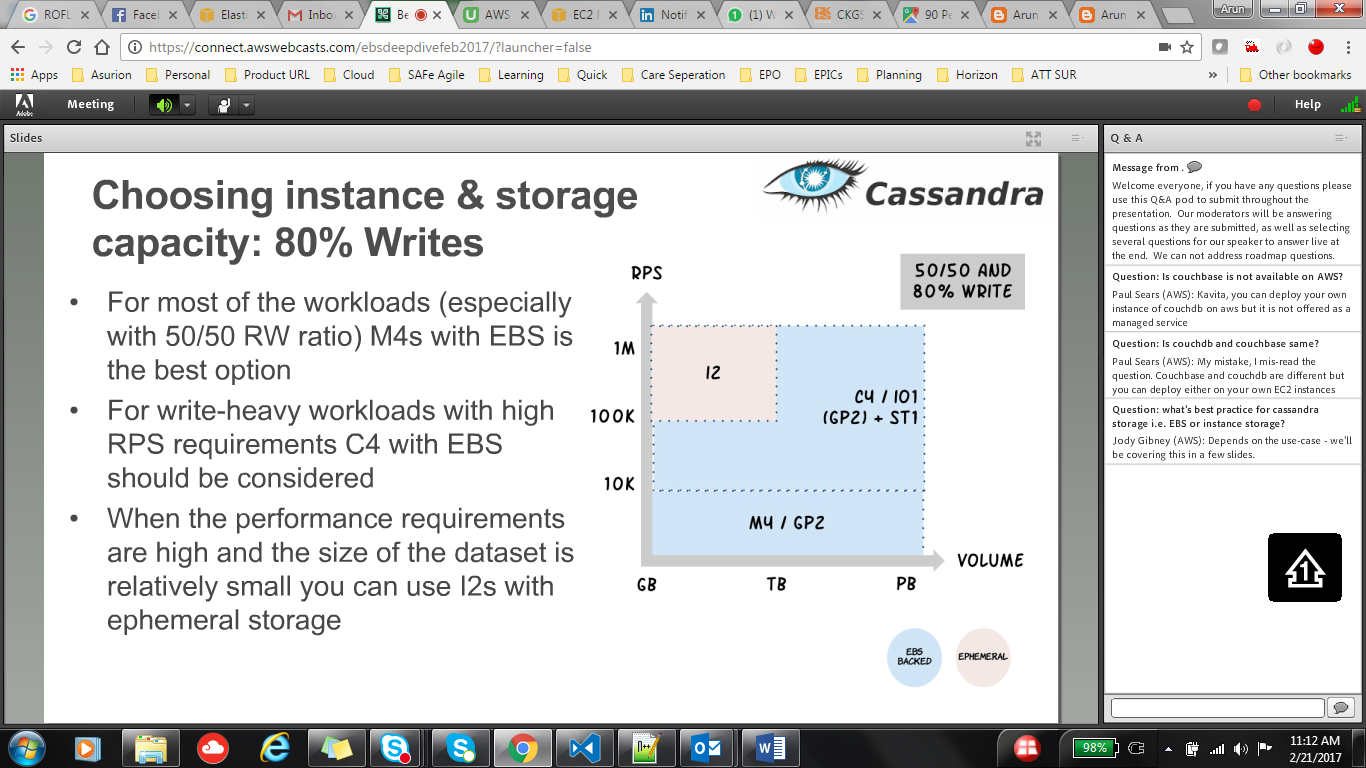 ROFL
Facel
Elasti
Inbo
Be
AWS
EC2
Notif
(1) W
CKGS
90 Pe
Arun
Arun
Arun
https://connect.awswebcasts.com/ebsdeepdivefeb2017/?launcher=false
Apps
Asurion
Personal
Product URL
Cloud
SAFe Agile
Learning
Quick
Care Seperation
EPO
EPICs
Planning
Horizon
ATT SUR
»
Other bookmarks
Adobe
Meeting
Help
Slides
Choosing instance & storage
capacity: 80% Writes
Cassandra
• For most of the workloads (especially
with 50/50 RW ratio) M4s with EBS is
the best option
• For write-heavy workloads with high
RPS requirements C4 with EBS
should be considered
• When the performance requirements
are high and the size of the dataset is
relatively small you can use I2s with
ephemeral storage
50/50 AND
80% WRITE
RPS
1M
100K
10K
I2
C4 / IO1
(GP2) + ST1
M4 / GP2
VOLUME
GB
TB
PB
EBS
BACKED
EPHEMERAL
Q & A
Message from .
Welcome everyone, if you have any questions please
use this Q&A pod to submit throughout the
presentation. Our moderators will be answering
questions as they are submitted, as well as selecting
several questions for our speaker to answer live at
the end. We can not address roadmap questions.
Question: Is couchbase is not available on AWS?
Paul Sears (AWS): Kavita, you can deploy your own
instance of couchdb on aws but it is not offered as a
managed service
Question: Is couchdb and couchbase same?
Paul Sears (AWS): My mistake, I mis-read the
question. Couchbase and couchdb are different but
you can deploy either on your own EC2 instances
Question: what's best practice for cassandra
storage i.e. EBS or instance storage?
Jody Gibney (AWS): Depends on the use-case - we'll
be covering this in a few slides.
1
98%
11:12 AM
2/21/2017